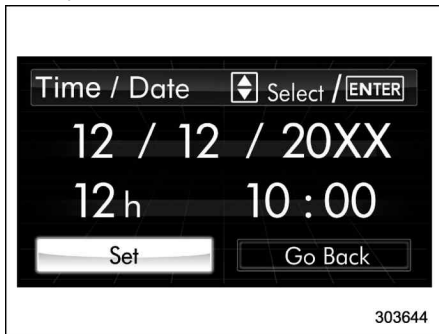 Time / Date Select / ENTER
12 / 12 / 20XX
12h 10 : 00
Set Go Back
303644